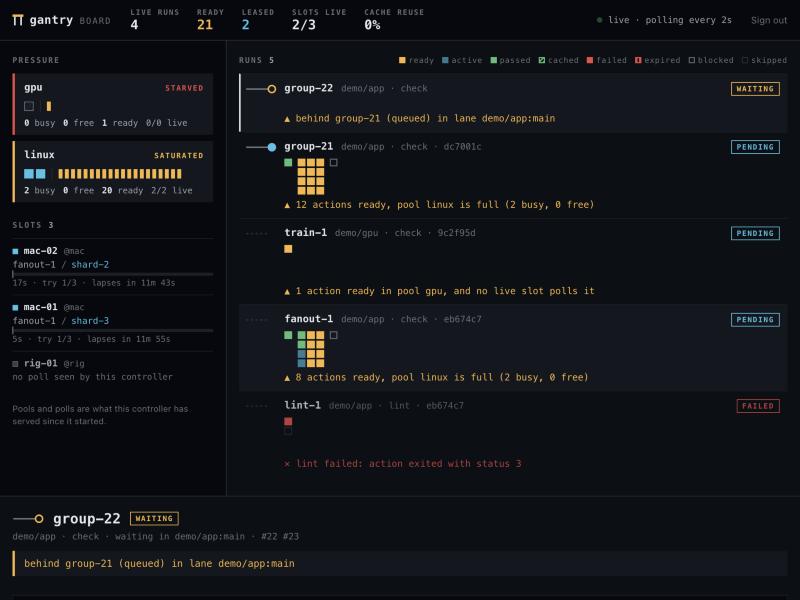 gantry BOARD
LIVE RUNS 4
READY 21
LEASED 2
SLOTS LIVE 2/3
CACHE REUSE 0%
live · polling every 2s
Sign out
PRESSURE
gpu STARVED
0 busy 0 free 1 ready 0/0 live
linux SATURATED
2 busy 0 free 20 ready 2/2 live
SLOTS 3
mac-02 @mac
fanout-1 / shard-2
17s · try 1/3 · lapses in 11m 43s
mac-01 @mac
fanout-1 / shard-3
5s · try 1/3 · lapses in 11m 55s
rig-01 @rig
no poll seen by this controller
Pools and polls are what this controller has
served since it started.
RUNS 5
ready active passed cached failed expired blocked skipped
group-22 demo/app · check WAITING
▲ behind group-21 (queued) in lane demo/app:main
group-21 demo/app · check · dc7001c PENDING
▲ 12 actions ready, pool linux is full (2 busy, 0 free)
train-1 demo/gpu · check · 9c2f95d PENDING
▲ 1 action ready in pool gpu, and no live slot polls it
fanout-1 demo/app · check · eb674c7 PENDING
▲ 8 actions ready, pool linux is full (2 busy, 0 free)
lint-1 demo/app · lint · eb674c7 FAILED
× lint failed: action exited with status 3
group-22 WAITING
demo/app · check · waiting in demo/app:main · #22 #23
behind group-21 (queued) in lane demo/app:main